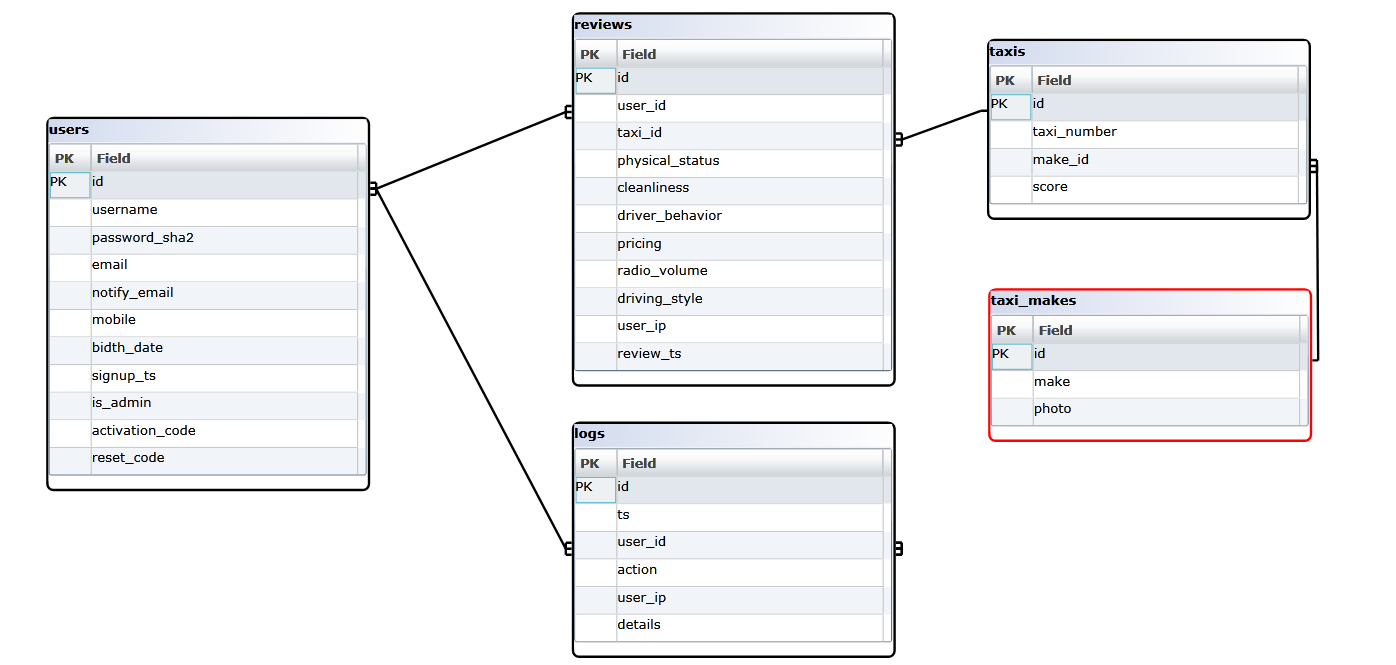 users
PK Field
PK id
username
password_sha2
email
notify_email
mobile
bidth_date
signup_ts
is_admin
activation_code
reset_code
reviews
PK Field
PK id
user_id
taxi_id
physical_status
cleanliness
driver_behavior
pricing
radio_volume
driving_style
user_ip
review_ts
logs
PK Field
PK id
ts
user_id
action
user_ip
details
taxis
PK Field
PK id
taxi_number
make_id
score
taxi_makes
PK Field
PK id
make
photo